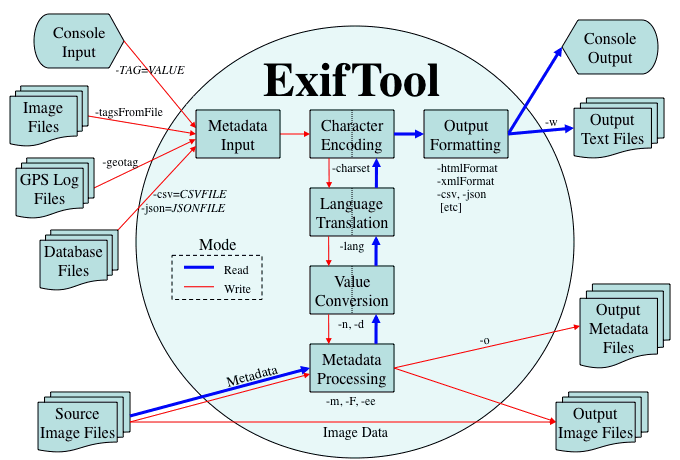 ExifTool
Console
Input
-TAG=VALUE
Image
Files
-tagsFromFile
GPS Log
Files
-geotag
Database
Files
-csv=CSVFILE
-json=JSONFILE
Metadata
Input
Character
Encoding
-charset
Output
Formatting
-htmlFormat
-xmlFormat
-csv, -json
[etc]
Console
Output
-w
Output
Text Files
Language
Translation
-lang
Mode
Read
Write
Value
Conversion
-n, -d
Metadata
Processing
-m, -F, -ee
-o
Output
Metadata
Files
Source
Image Files
Metadata
Image Data
Output
Image Files